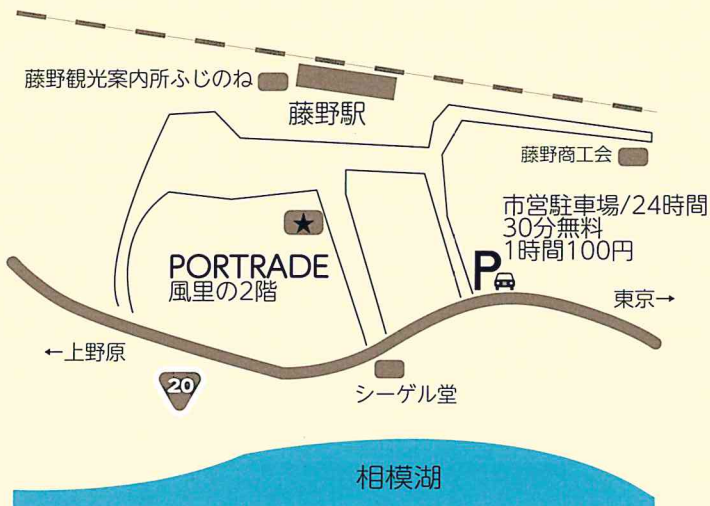 藤野観光案内所ふじのね
藤野駅
藤野商工会
市営駐車場/24時間
30分無料
1時間100円
P
PORTRADE
風里の2階
東京→
←上野原
20
シーゲル堂
相模湖